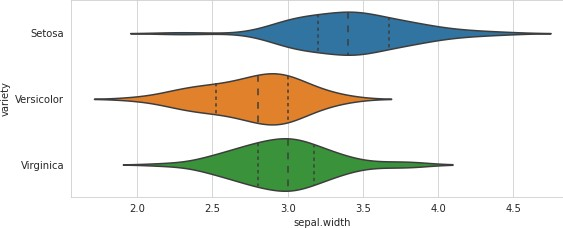 Setosa
Versicolor
Virginica
variety
2.0 2.5 3.0 3.5 4.0 4.5
sepal.width